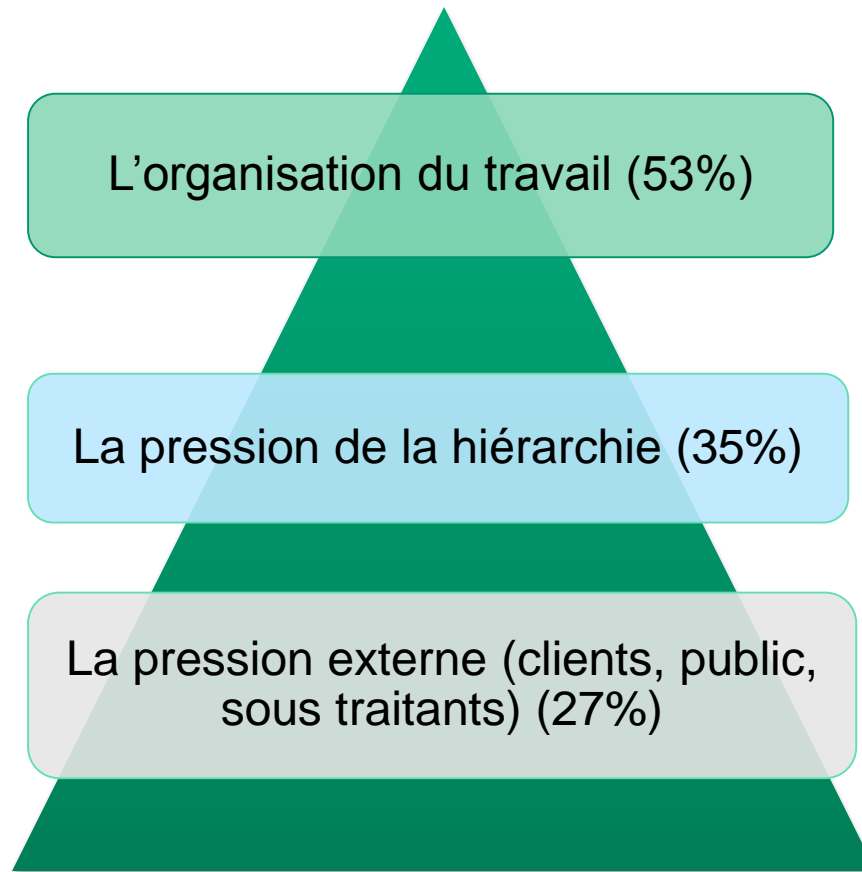 L’organisation du travail (53%)
La pression de la hiérarchie (35%)
La pression externe (clients, public,
sous traitants) (27%)